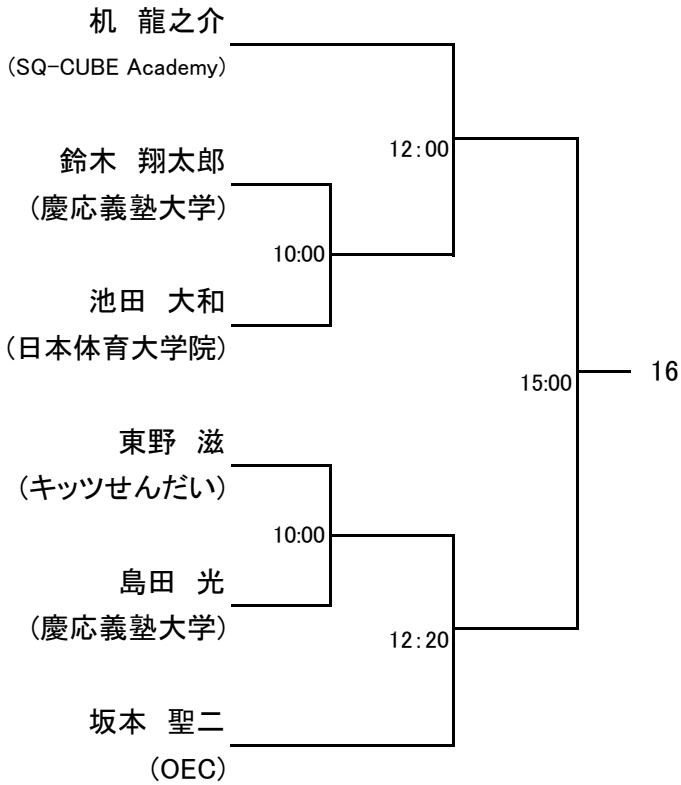 机　龍之介
(SQ-CUBE Academy)
12:00
鈴木　翔太郎
(慶応義塾大学)
10:00
池田　大和
(日本体育大学院)
15:00
16
東野　滋
(キッツせんだい)
10:00
島田　光
(慶応義塾大学)
12:20
坂本　聖二
(OEC)